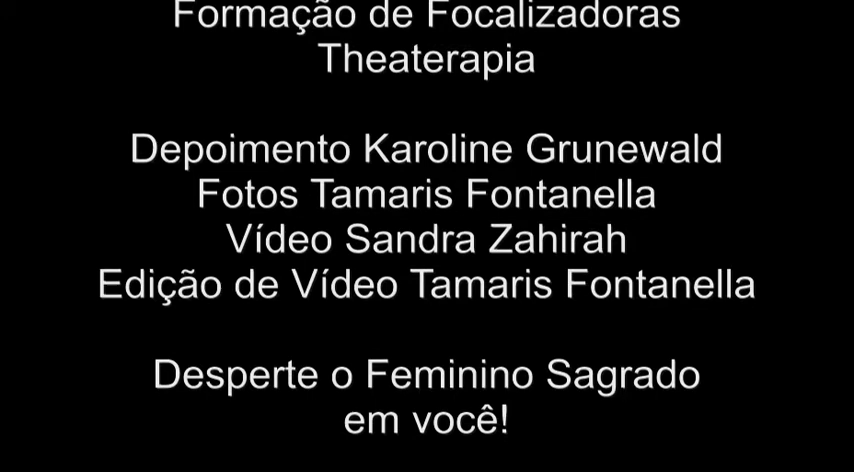 Formação de Focalizadoras
Theaterapia
Depoimento Karoline Grunewald
Fotos Tamaris Fontanella
Vídeo Sandra Zahirah
Edição de Vídeo Tamaris Fontanella
Desperte o Feminino Sagrado
em você!